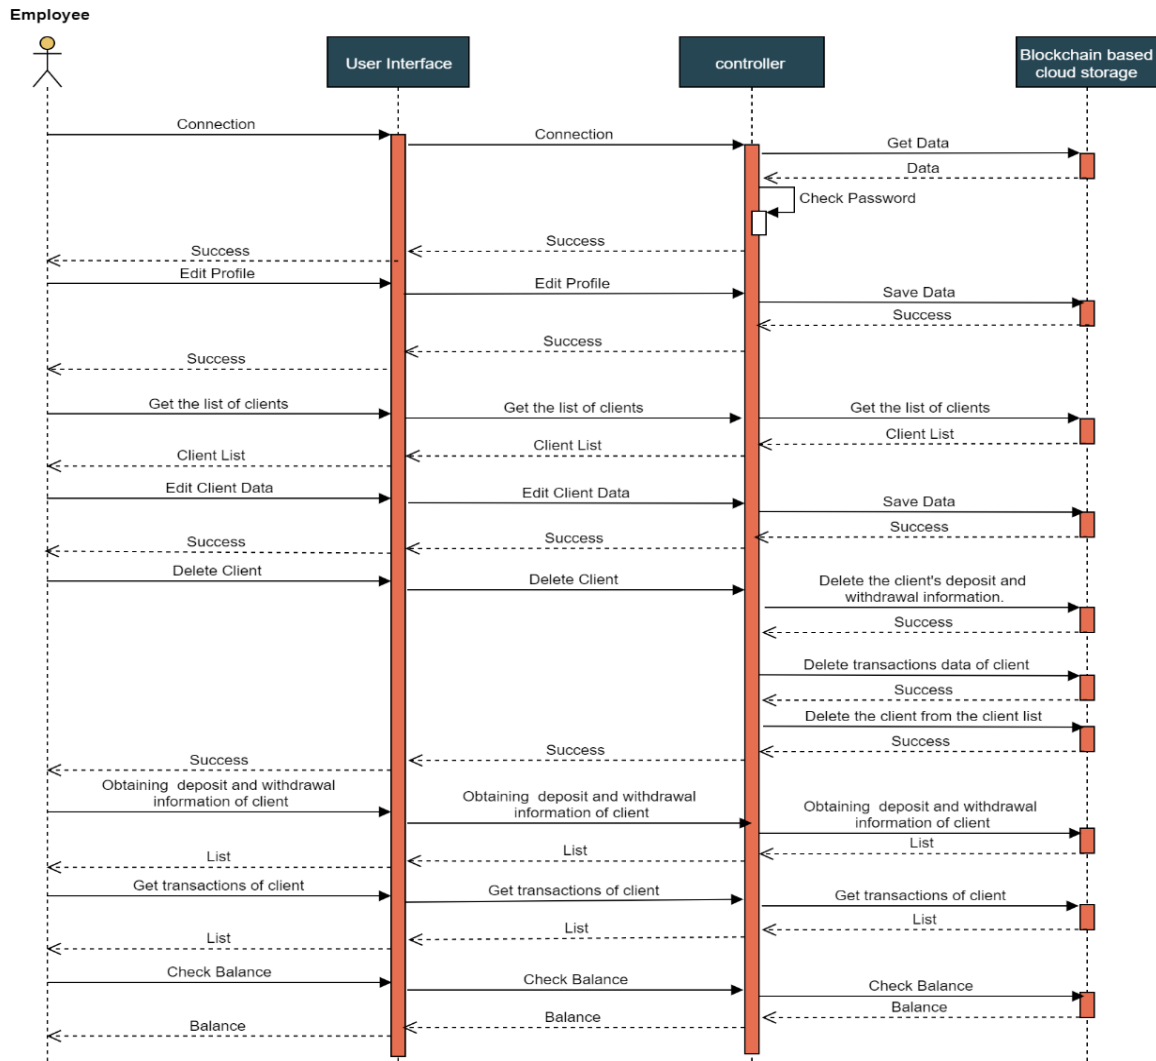 Employee
User Interface
controller
Blockchain based
cloud storage
Connection
Connection
Get Data
Data
Check Password
Success
Success
Edit Profile
Edit Profile
Save Data
Success
Success
Success
Get the list of clients
Get the list of clients
Get the list of clients
Client List
Client List
Client List
Edit Client Data
Edit Client Data
Save Data
Success
Success
Success
Delete Client
Delete Client
Delete the client's deposit and
withdrawal information.
Success
Delete transactions data of client
Success
Delete the client from the client list
Success
Success
Success
Obtaining deposit and withdrawal
information of client
Obtaining deposit and withdrawal
information of client
Obtaining deposit and withdrawal
information of client
List
List
List
Get transactions of client
Get transactions of client
Get transactions of client
List
List
List
Check Balance
Check Balance
Check Balance
Balance
Balance
Balance